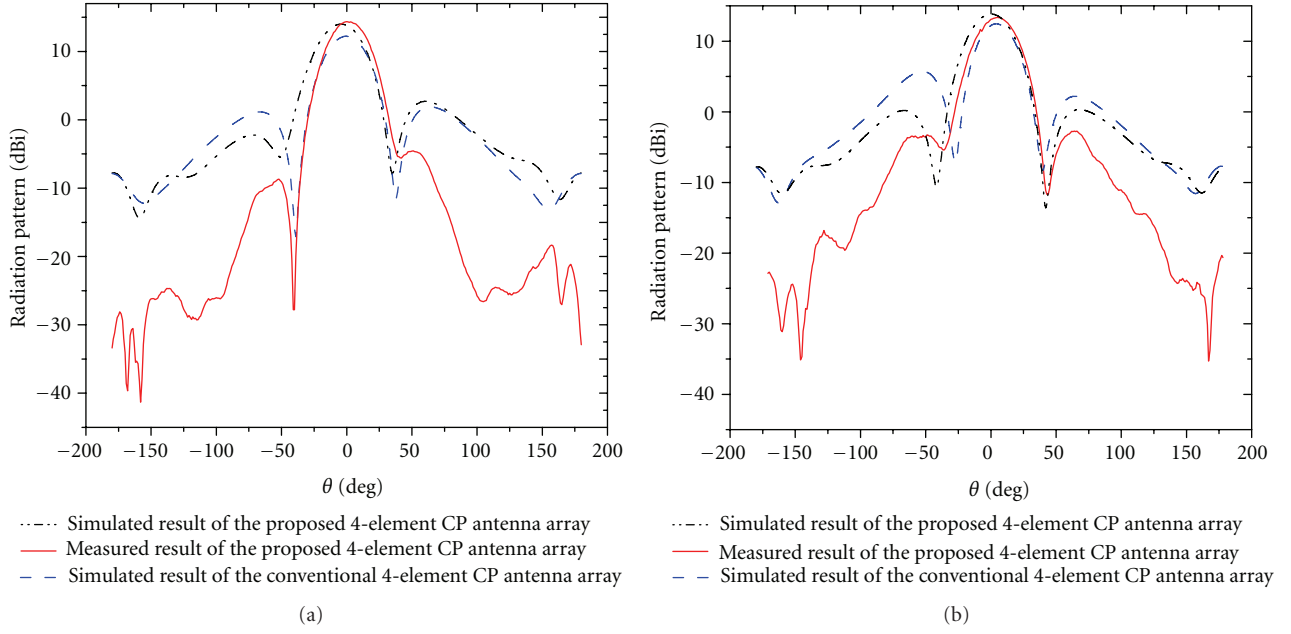 10
0
−10
−20
−30
−40
Radiation pattern (dBi)
−200 −150 −100 −50 0 50 100 150 200
θ (deg)
Simulated result of the proposed 4-element CP antenna array
Measured result of the proposed 4-element CP antenna array
Simulated result of the conventional 4-element CP antenna array
(a)
10
0
−10
−20
−30
−40
Radiation pattern (dBi)
−200 −150 −100 −50 0 50 100 150 200
θ (deg)
Simulated result of the proposed 4-element CP antenna array
Measured result of the proposed 4-element CP antenna array
Simulated result of the conventional 4-element CP antenna array
(b)